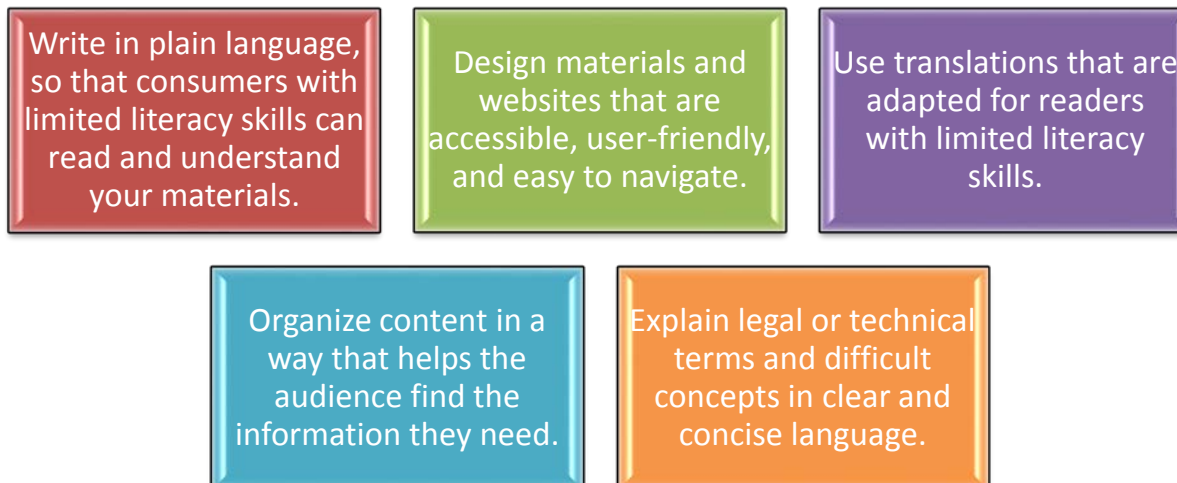 Write in plain language,
so that consumers with
limited literacy skills can
read and understand
your materials.
Design materials and
websites that are
accessible, user-friendly,
and easy to navigate.
Use translations that are
adapted for readers
with limited literacy
skills.
Organize content in a
way that helps the
audience find the
information they need.
Explain legal or technical
terms and difficult
concepts in clear and
concise language.